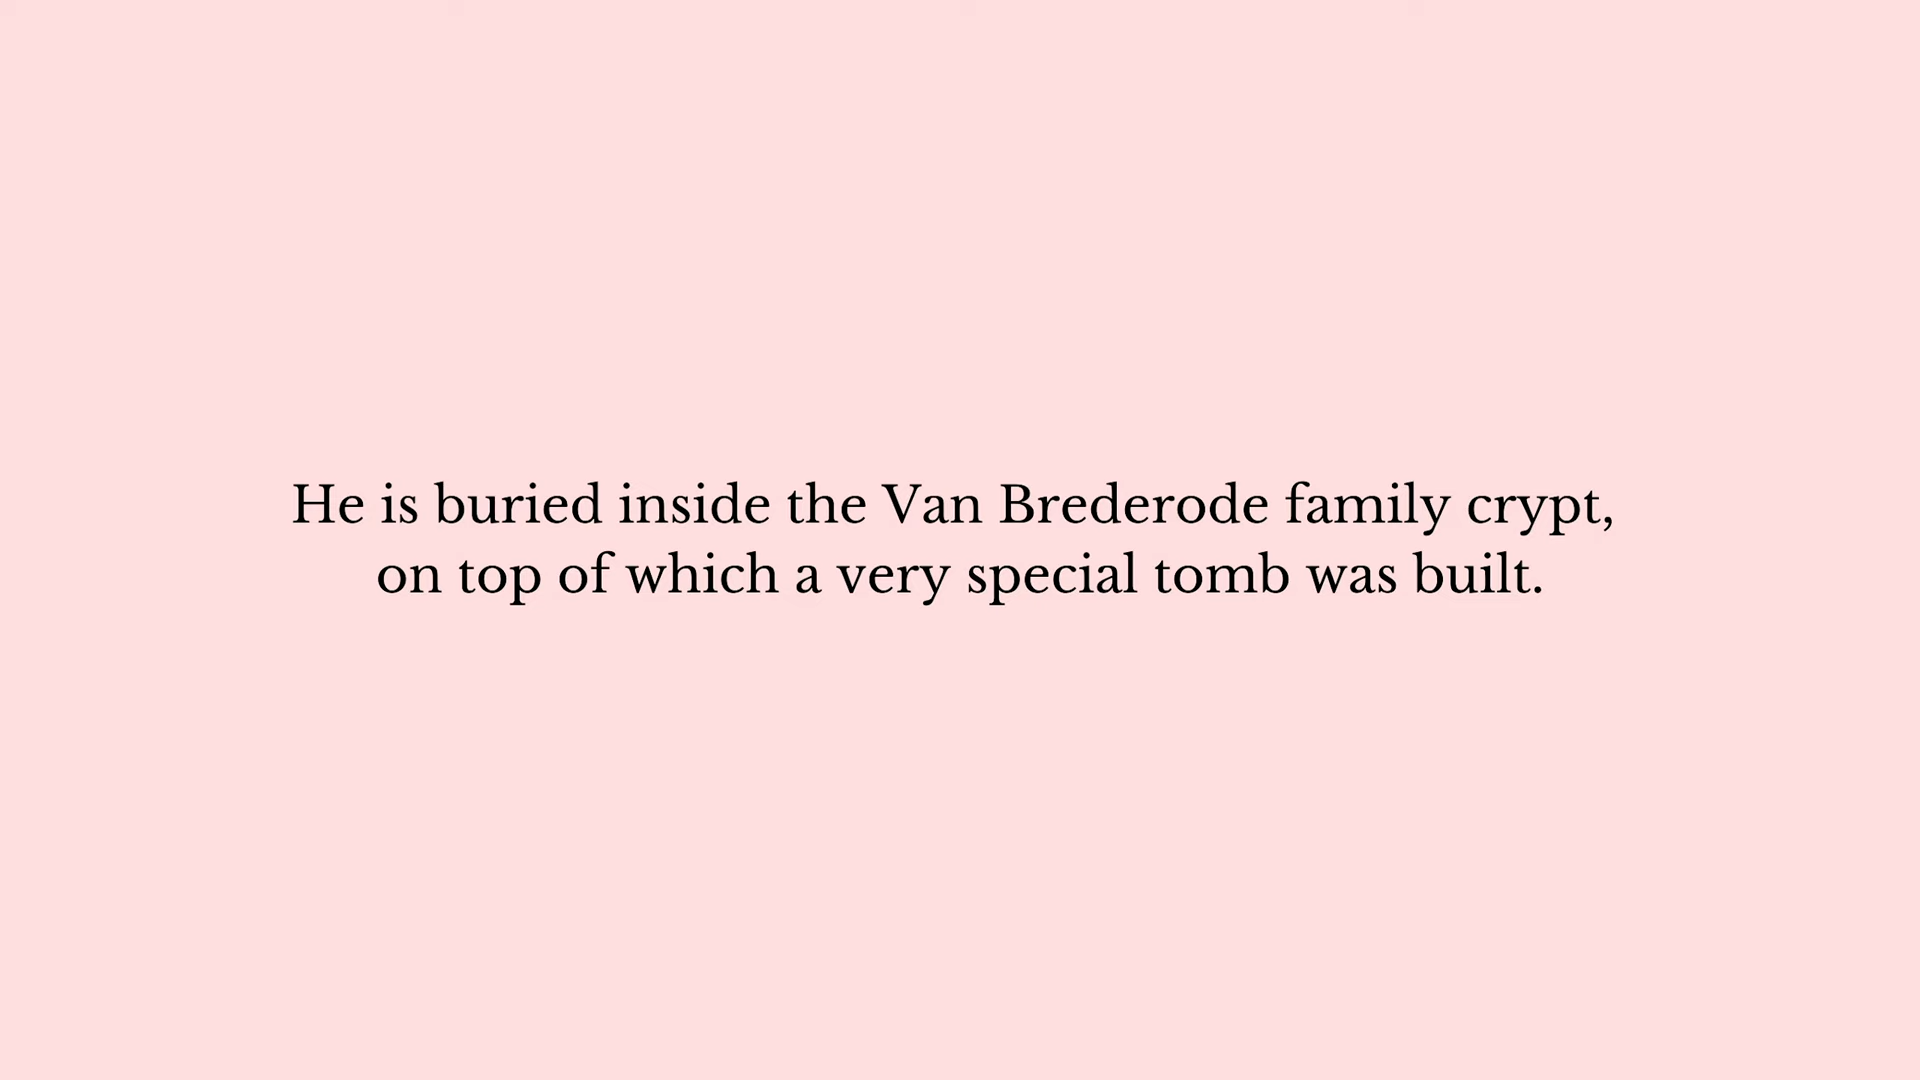 He is buried inside the Van Brederode family crypt,
on top of which a very special tomb was built.